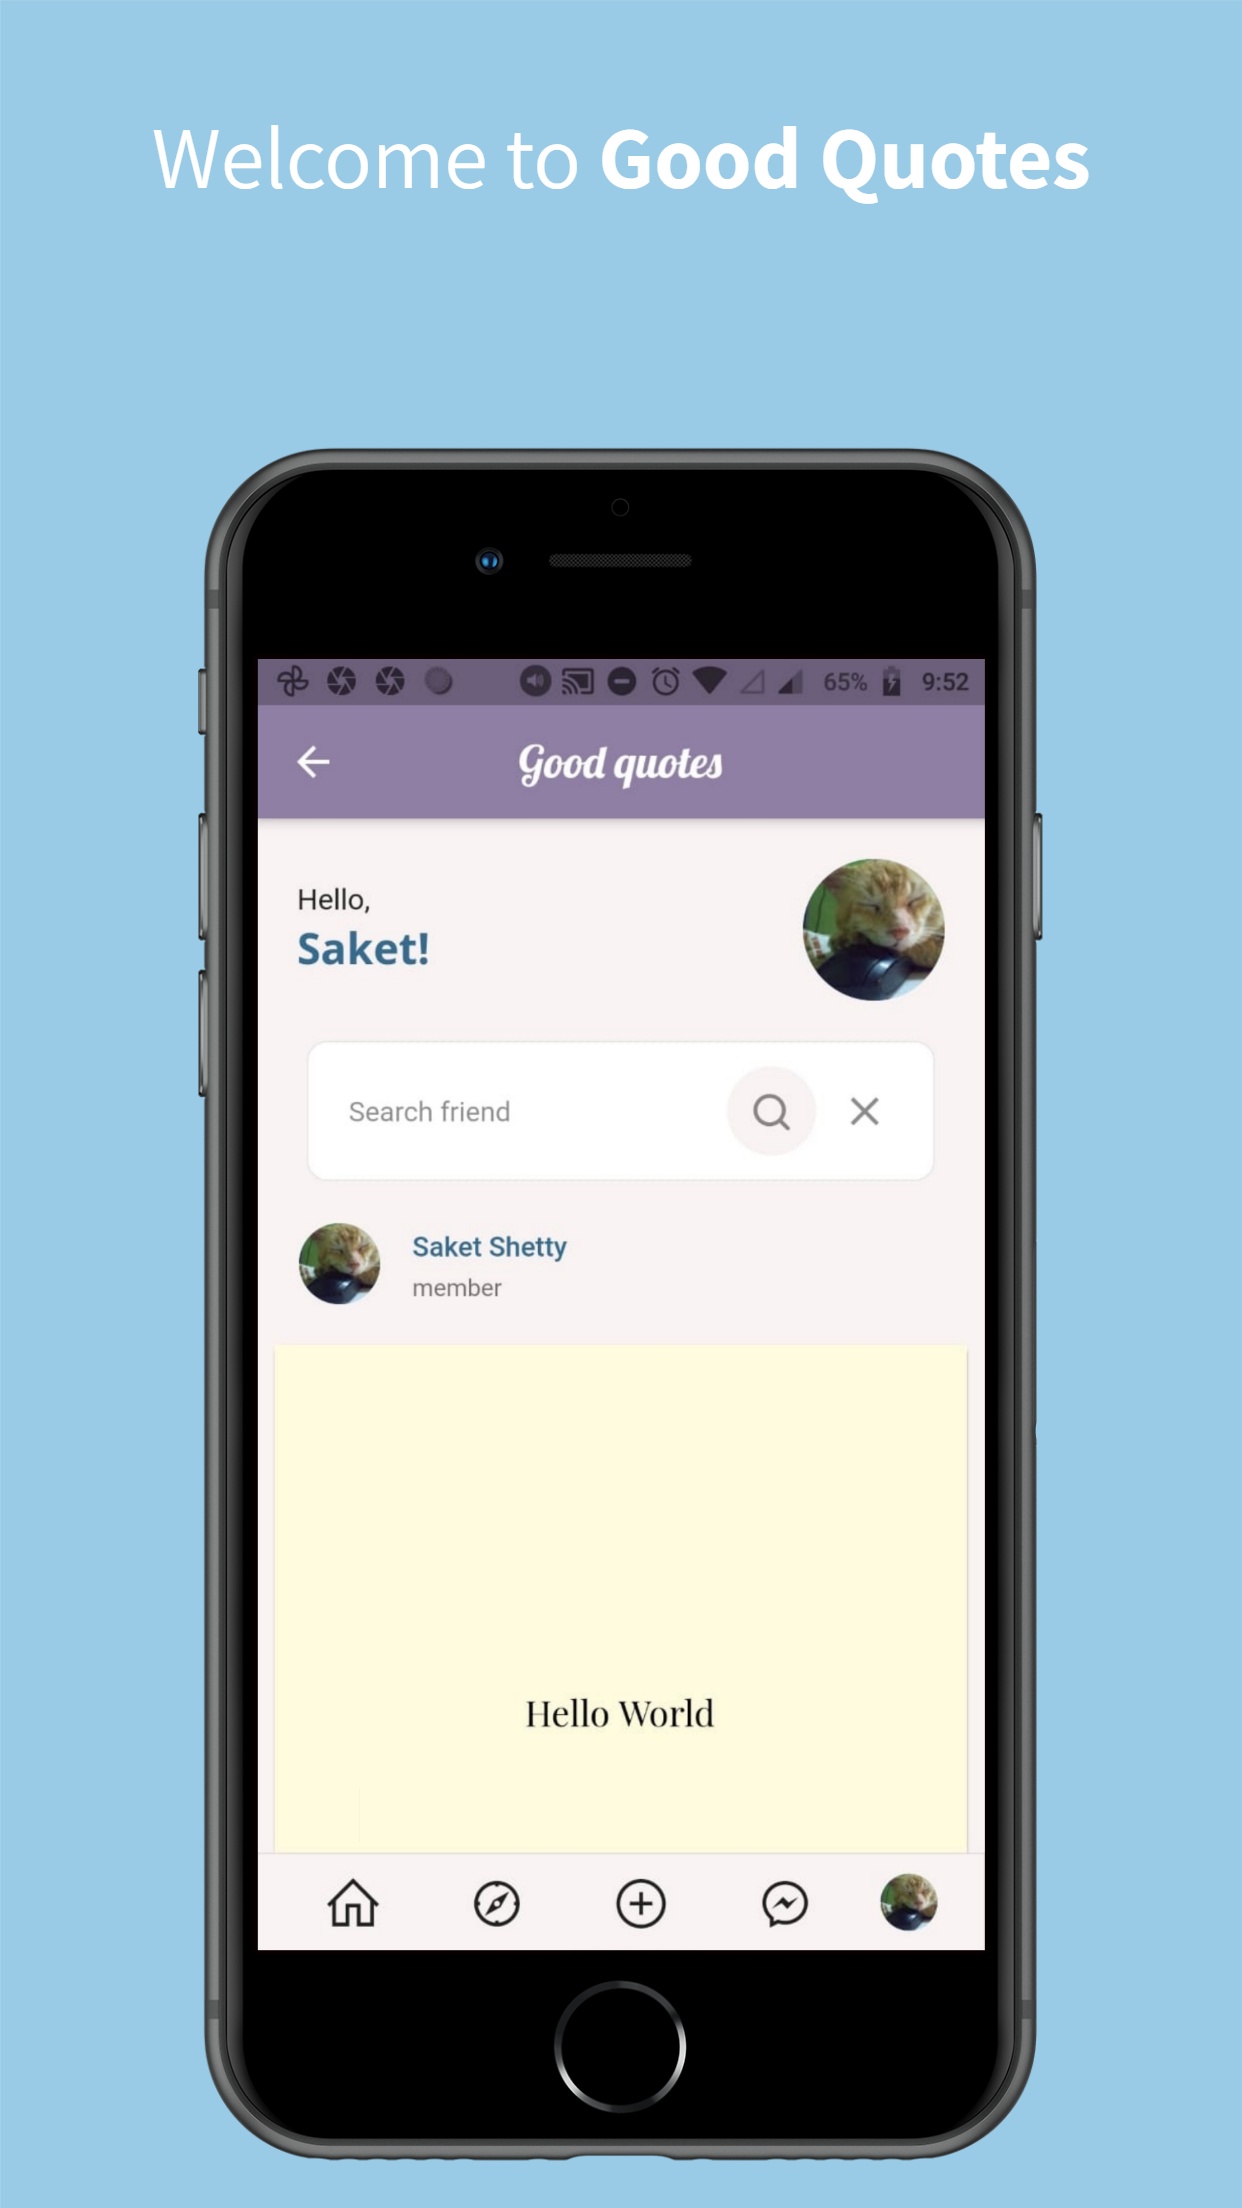 Welcome to Good Quotes
65% 9:52
Good quotes
Hello,
Saket!
Search friend
Saket Shetty
member
Hello World